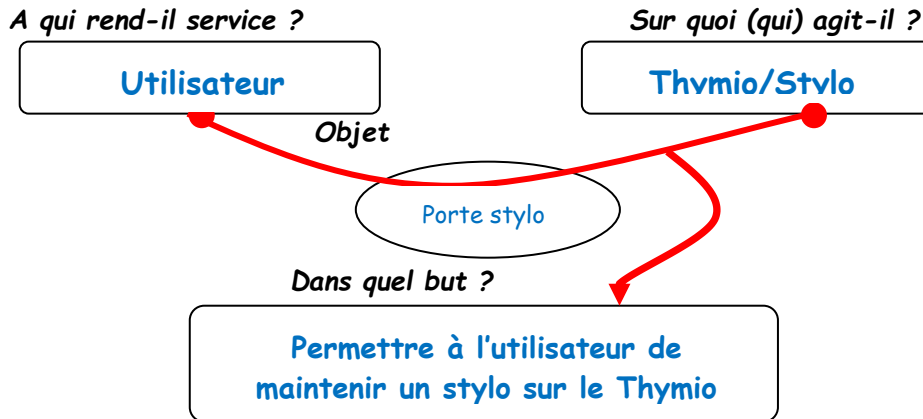 A qui rend-il service ?
Sur quoi (qui) agit-il ?
Utilisateur
Thymio/Stylo
Objet
Porte stylo
Dans quel but ?
Permettre à l'utilisateur de
maintenir un stylo sur le Thymio